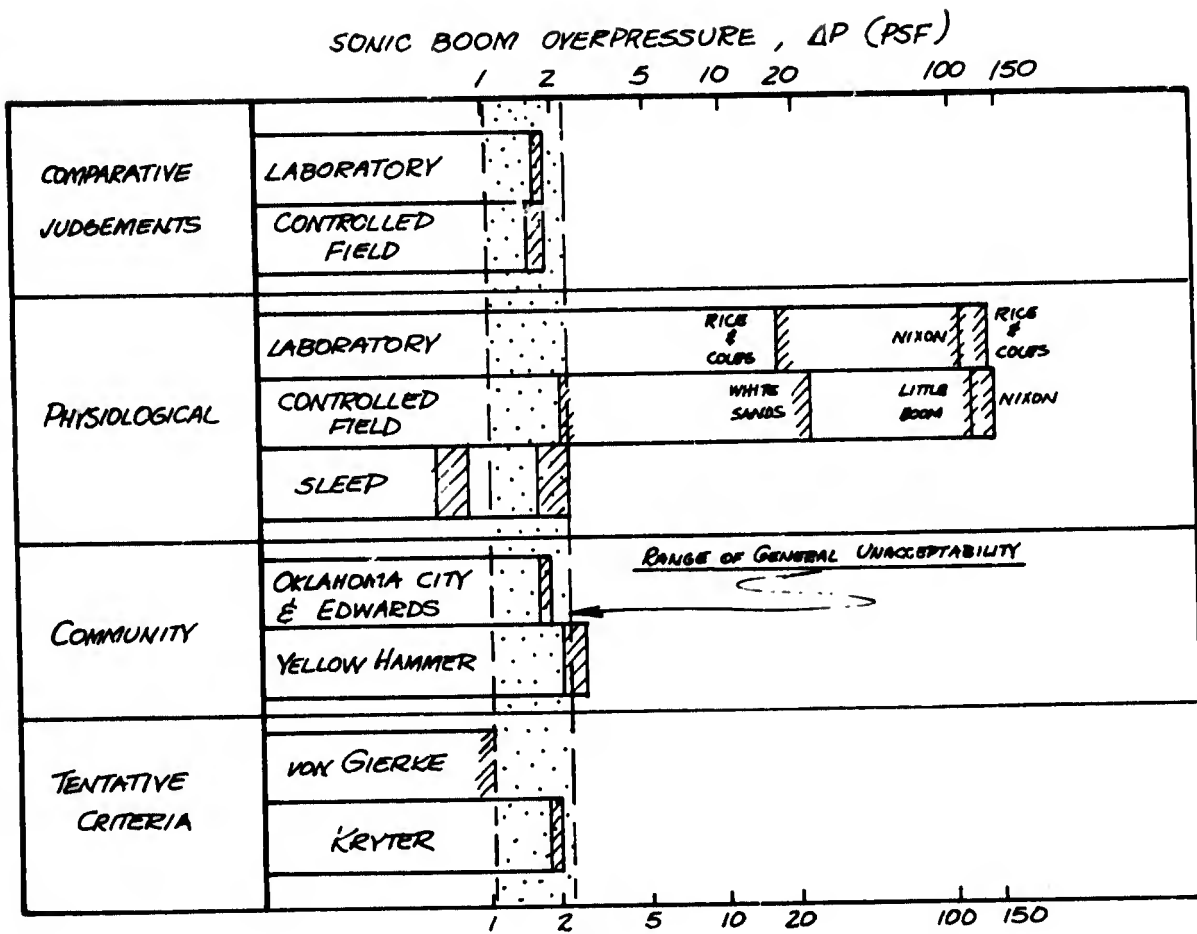 SONIC BOOM OVERPRESSURE, ΔP (PSF)
1 2 5 10 20 100 150
COMPARATIVE
JUDGEMENTS
LABORATORY
CONTROLLED
FIELD
PHYSIOLOGICAL
LABORATORY
RICE
&
COLES
NIXON
RICE
&
COLES
CONTROLLED
FIELD
WHITE
SANDS
LITTLE
BOOM
NIXON
SLEEP
COMMUNITY
OKLAHOMA CITY
& EDWARDS
RANGE OF GENERAL UNACCEPTABILITY
YELLOW HAMMER
TENTATIVE
CRITERIA
VON GIERKE
KRYTER
1 2 5 10 20 100 150